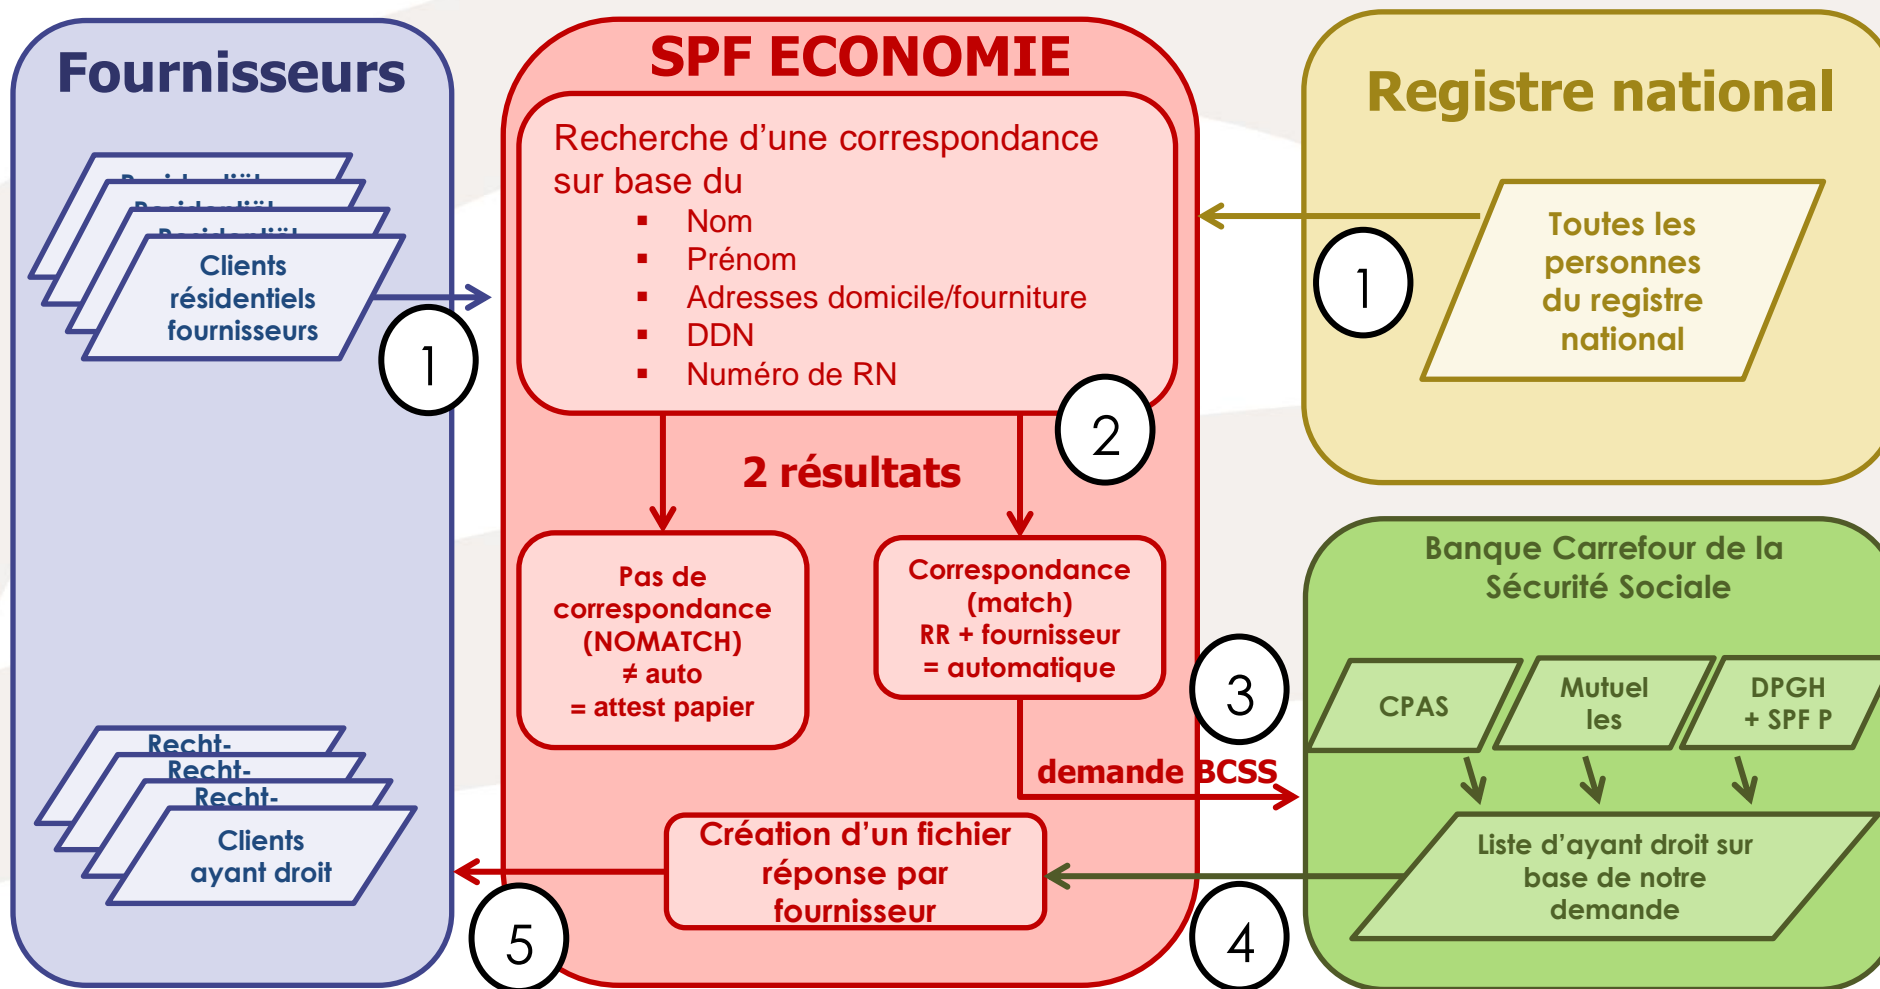 Fournisseurs
Clients
résidentiels
fournisseurs
1
Recht-
Recht-
Recht-
Clients
ayant droit
SPF ECONOMIE
Recherche d’une correspondance
sur base du
▪ Nom
▪ Prénom
▪ Adresses domicile/fourniture
▪ DDN
▪ Numéro de RN
2
2 résultats
Pas de
correspondance
(NOMATCH)
≠ auto
= attest papier
Correspondance
(match)
RR + fournisseur
= automatique
3
demande BCSS
Création d’un fichier
réponse par
fournisseur
5
4
Registre national
1
Toutes les
personnes
du registre
national
Banque Carrefour de la
Sécurité Sociale
CPAS
Mutuel
les
DPGH
+ SPF P
Liste d’ayant droit sur
base de notre
demande